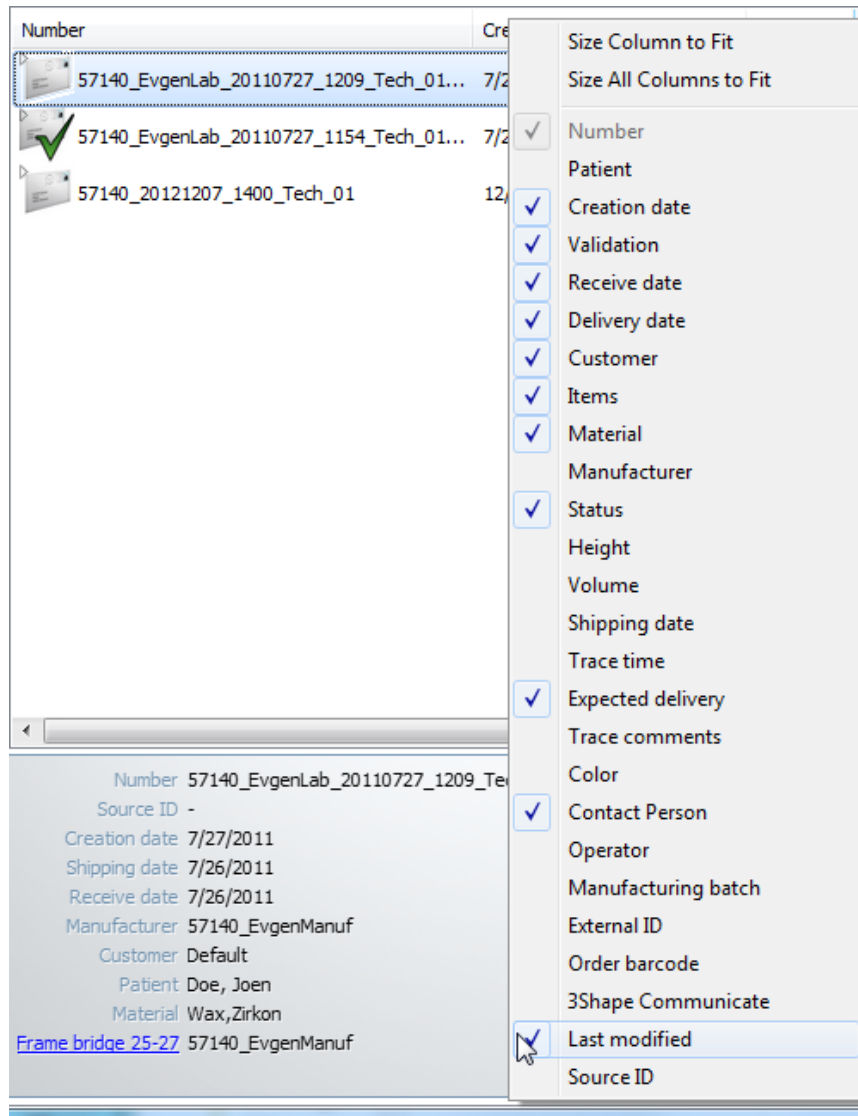 Number
Cre
57140_EvgenLab_20110727_1209_Tech_01... 7/2
57140_EvgenLab_20110727_1154_Tech_01... 7/2
57140_20121207_1400_Tech_01 12/
Size Column to Fit
Size All Columns to Fit
Number
Patient
Creation date
Validation
Receive date
Delivery date
Customer
Items
Material
Manufacturer
Status
Height
Volume
Shipping date
Trace time
Expected delivery
Trace comments
Color
Contact Person
Operator
Manufacturing batch
External ID
Order barcode
3Shape Communicate
Last modified
Source ID
Number 57140_EvgenLab_20110727_1209_Te
Source ID -
Creation date 7/27/2011
Shipping date 7/26/2011
Receive date 7/26/2011
Manufacturer 57140_EvgenManuf
Customer Default
Patient Doe, Joen
Material Wax,Zirkon
Frame bridge 25-27 57140_EvgenManuf